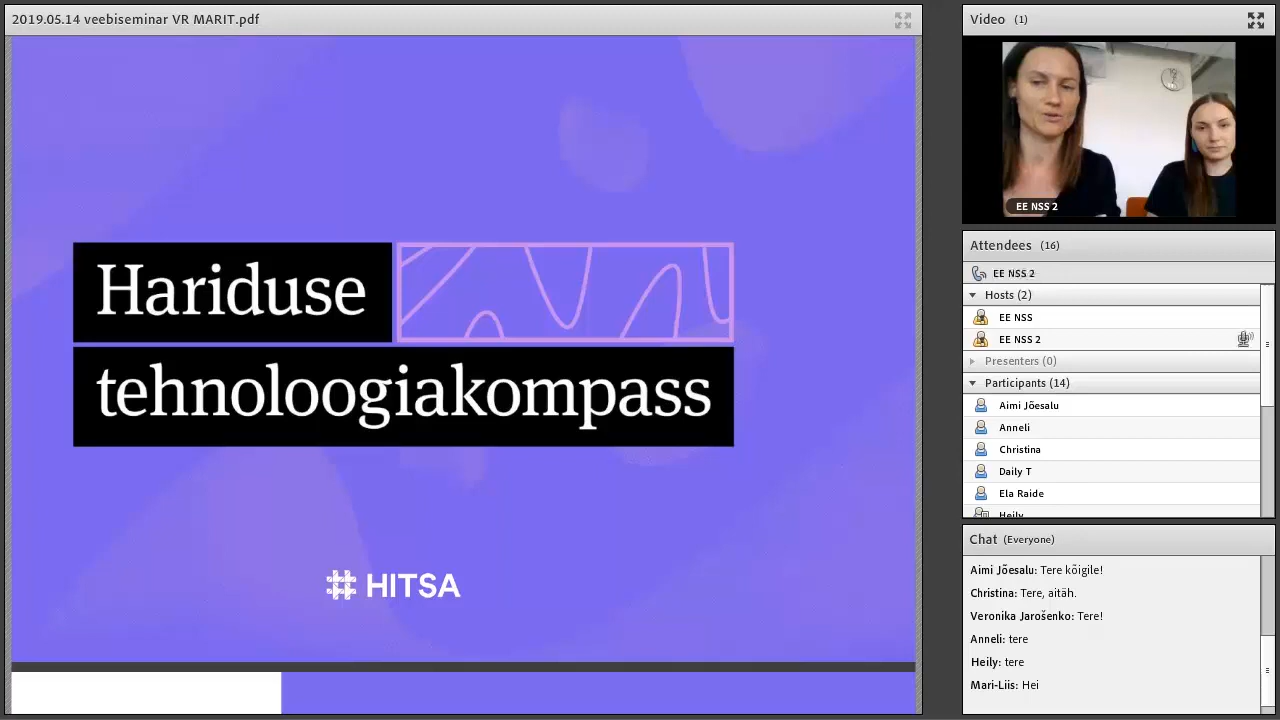 2019.05.14 veebiseminar VR MARIT.pdf
Hariduse
tehnoloogiakompass
HITSA
Video (1)
EE NSS 2
Attendees (16)
EE NSS 2
Hosts (2)
EE NSS
EE NSS 2
Presenters (0)
Participants (14)
Aimi Jõesalu
Anneli
Christina
Daily T
Ela Raide
Heily
Chat (Everyone)
Aimi Jõesalu: Tere kõigile!
Christina: Tere, aitäh.
Veronika Jarošenko: Tere!
Anneli: tere
Heily: tere
Mari-Liis: Hei